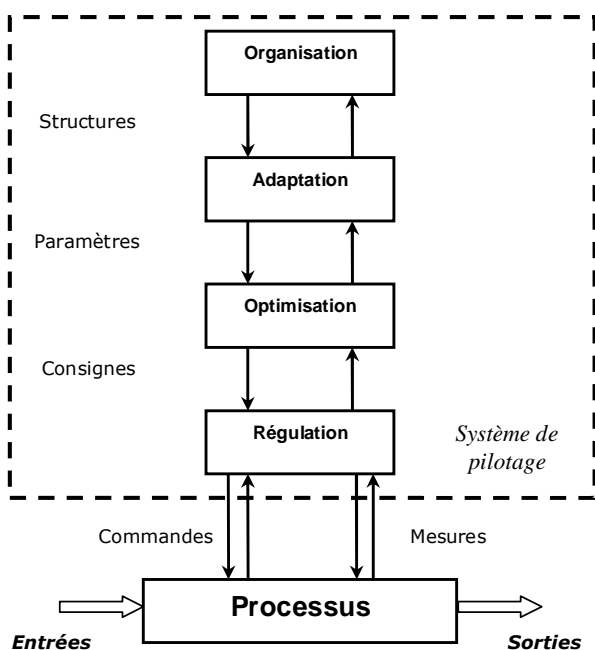 Organisation
Structures
Adaptation
Paramètres
Optimisation
Consignes
Régulation
Système de
pilotage
Commandes
Mesures
Processus
Entrées
Sorties